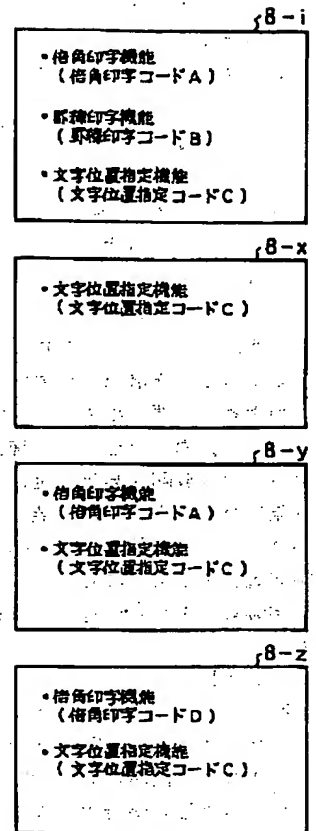 8-i
・倍角印字機能
(倍角印字コードA)
・罫線印字機能
(罫線印字コードB)
・文字位置指定機能
(文字位置指定コードC)
8-x
・文字位置指定機能
(文字位置指定コードC)
8-y
・倍角印字機能
(倍角印字コードA)
・文字位置指定機能
(文字位置指定コードC)
8-z
・倍角印字機能
(倍角印字コードD)
・文字位置指定機能
(文字位置指定コードC)